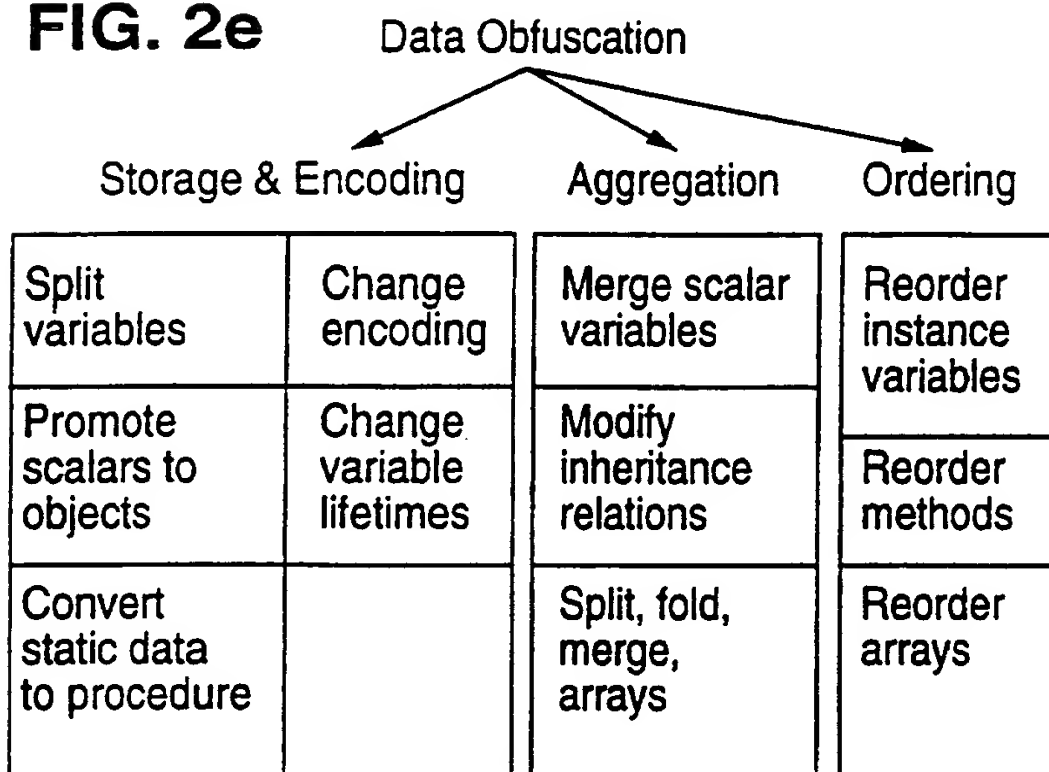 FIG. 2e
Data Obfuscation
Storage & Encoding
Aggregation
Ordering
Split
variables
Change
encoding
Merge scalar
variables
Reorder
instance
variables
Promote
scalars to
objects
Change
variable
lifetimes
Modify
inheritance
relations
Reorder
methods
Convert
static data
to procedure
Split, fold,
merge,
arrays
Reorder
arrays